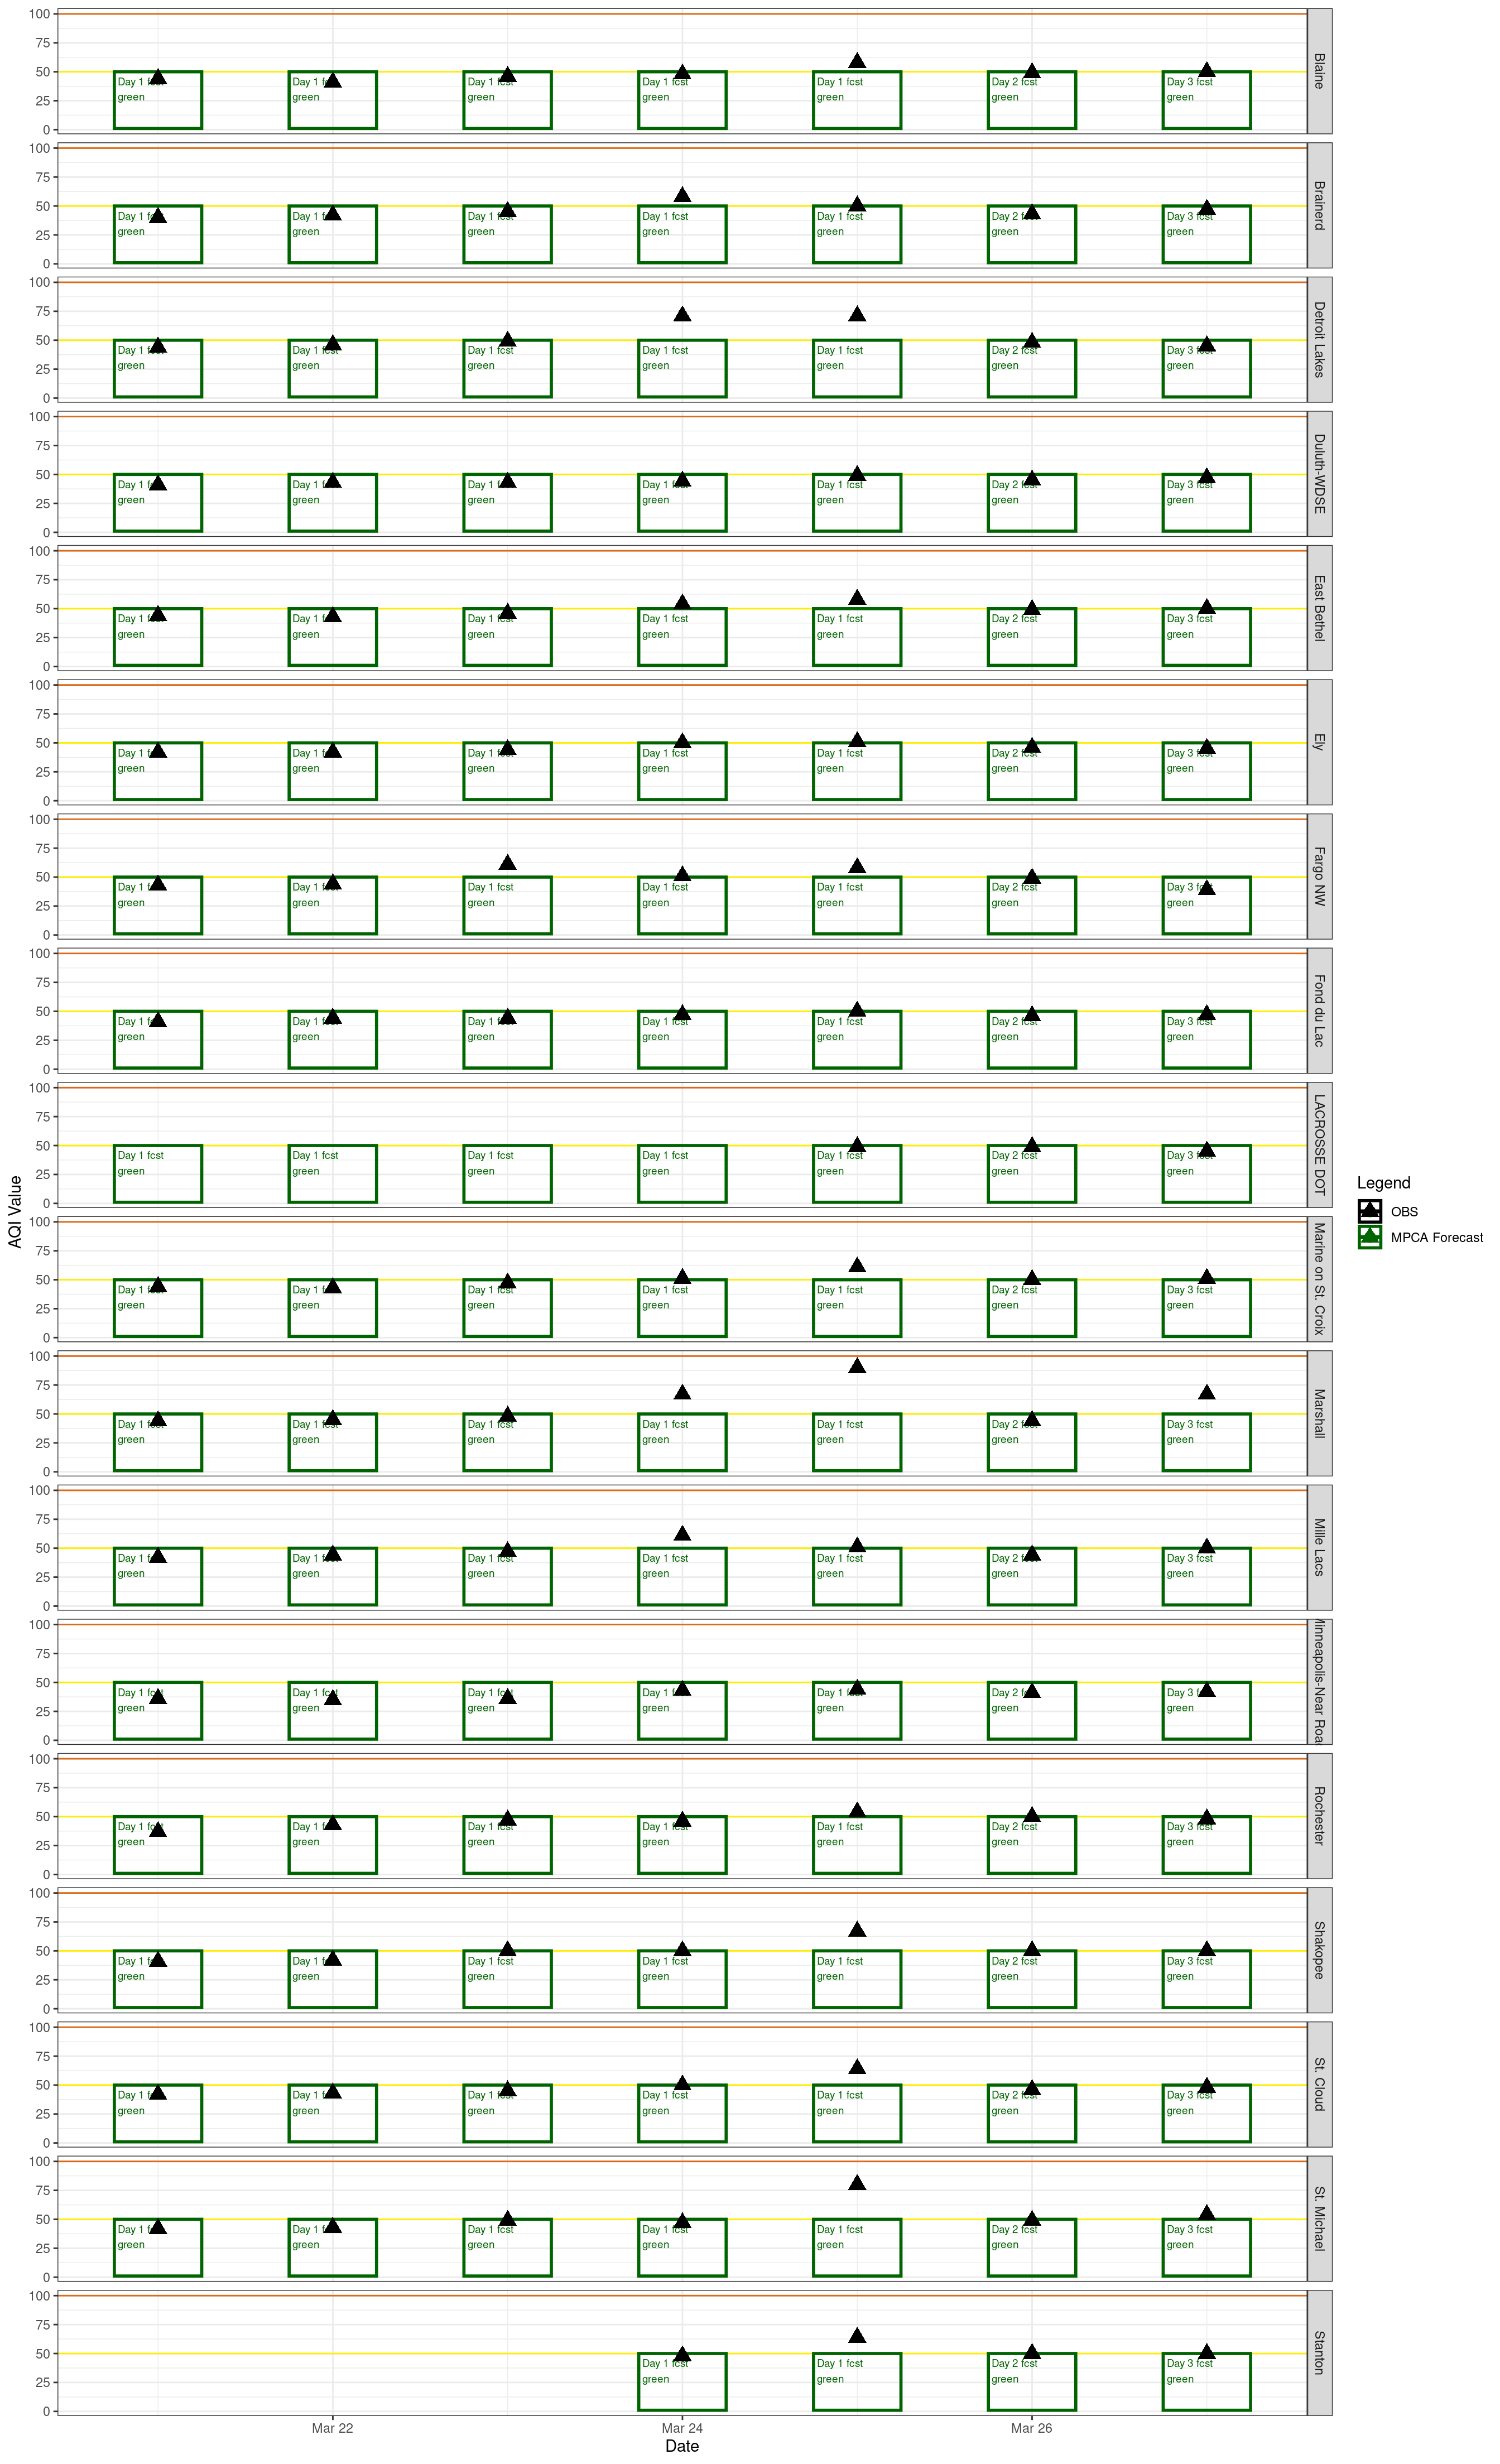 100
75
50
25
0
Day 1 fcst Day 1 fcst Day 1 fcst Day 1 fcst Day 1 fcst Day 2 fcst Day 3 fcst
green green green green green green green
Blaine
100
75
50
25
0
Day 1 fcst Day 1 fcst Day 1 fcst Day 1 fcst Day 1 fcst Day 2 fcst Day 3 fcst
green green green green green green green
Brainerd
100
75
50
25
0
Day 1 fcst Day 1 fcst Day 1 fcst Day 1 fcst Day 1 fcst Day 2 fcst Day 3 fcst
green green green green green green green
Detroit Lakes
100
75
50
25
0
Day 1 fcst Day 1 fcst Day 1 fcst Day 1 fcst Day 1 fcst Day 2 fcst Day 3 fcst
green green green green green green green
Duluth-WDSE
100
75
50
25
0
Day 1 fcst Day 1 fcst Day 1 fcst Day 1 fcst Day 1 fcst Day 2 fcst Day 3 fcst
green green green green green green green
East Bethel
100
75
50
25
0
Day 1 fcst Day 1 fcst Day 1 fcst Day 1 fcst Day 1 fcst Day 2 fcst Day 3 fcst
green green green green green green green
Ely
100
75
50
25
0
Day 1 fcst Day 1 fcst Day 1 fcst Day 1 fcst Day 1 fcst Day 2 fcst Day 3 fcst
green green green green green green green
Fargo NW
100
75
50
25
0
Day 1 fcst Day 1 fcst Day 1 fcst Day 1 fcst Day 1 fcst Day 2 fcst Day 3 fcst
green green green green green green green
Fond du Lac
100
75
50
25
0
Day 1 fcst Day 1 fcst Day 1 fcst Day 1 fcst Day 1 fcst Day 2 fcst Day 3 fcst
green green green green green green green
LACROSSE DOT
100
75
50
25
0
Day 1 fcst Day 1 fcst Day 1 fcst Day 1 fcst Day 1 fcst Day 2 fcst Day 3 fcst
green green green green green green green
Marine on St. Croix
100
75
50
25
0
Day 1 fcst Day 1 fcst Day 1 fcst Day 1 fcst Day 1 fcst Day 2 fcst Day 3 fcst
green green green green green green green
Marshall
100
75
50
25
0
Day 1 fcst Day 1 fcst Day 1 fcst Day 1 fcst Day 1 fcst Day 2 fcst Day 3 fcst
green green green green green green green
Mille Lacs
100
75
50
25
0
Day 1 fcst Day 1 fcst Day 1 fcst Day 1 fcst Day 1 fcst Day 2 fcst Day 3 fcst
green green green green green green green
Minneapolis-Near Road
100
75
50
25
0
Day 1 fcst Day 1 fcst Day 1 fcst Day 1 fcst Day 1 fcst Day 2 fcst Day 3 fcst
green green green green green green green
Rochester
100
75
50
25
0
Day 1 fcst Day 1 fcst Day 1 fcst Day 1 fcst Day 1 fcst Day 2 fcst Day 3 fcst
green green green green green green green
Shakopee
100
75
50
25
0
Day 1 fcst Day 1 fcst Day 1 fcst Day 1 fcst Day 1 fcst Day 2 fcst Day 3 fcst
green green green green green green green
St. Cloud
100
75
50
25
0
Day 1 fcst Day 1 fcst Day 1 fcst Day 1 fcst Day 1 fcst Day 2 fcst Day 3 fcst
green green green green green green green
St. Michael
100
75
50
25
0
Day 1 fcst Day 1 fcst Day 2 fcst Day 3 fcst
green green green green
Stanton
Mar 22 Mar 24 Mar 26
Date
AQI Value
Legend
OBS
MPCA Forecast